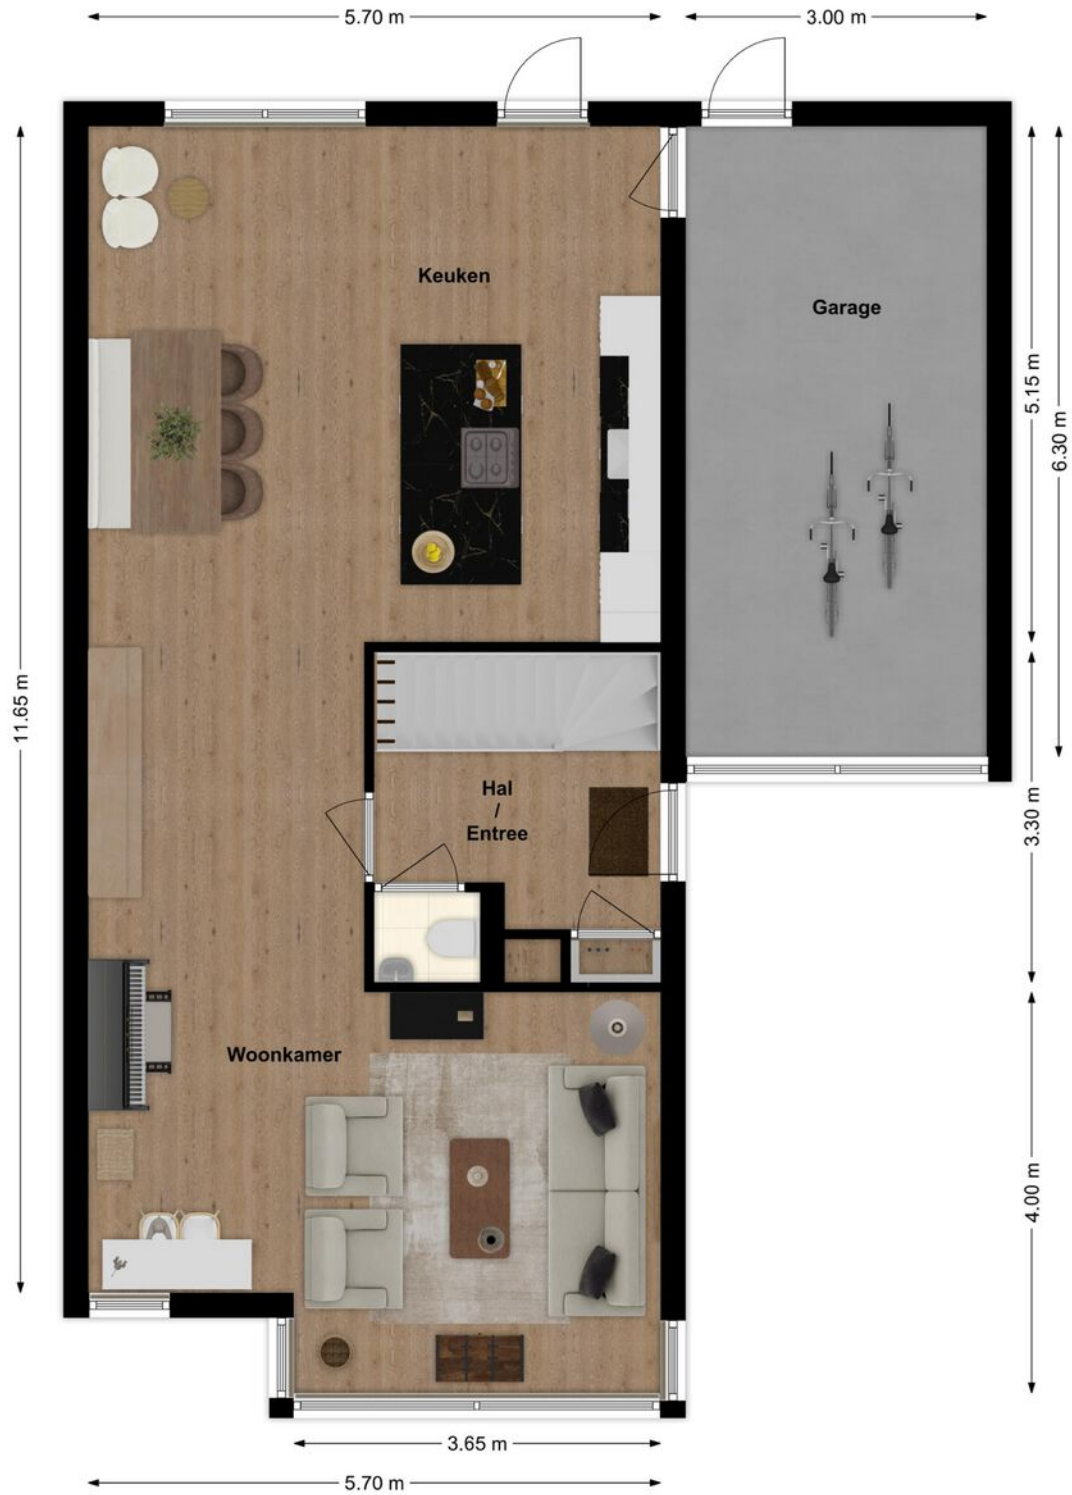 5.70 m
3.00 m
Keuken
Garage
5.15 m
6.30 m
11.65 m
Hal
/
Entree
3.30 m
Woonkamer
4.00 m
3.65 m
5.70 m